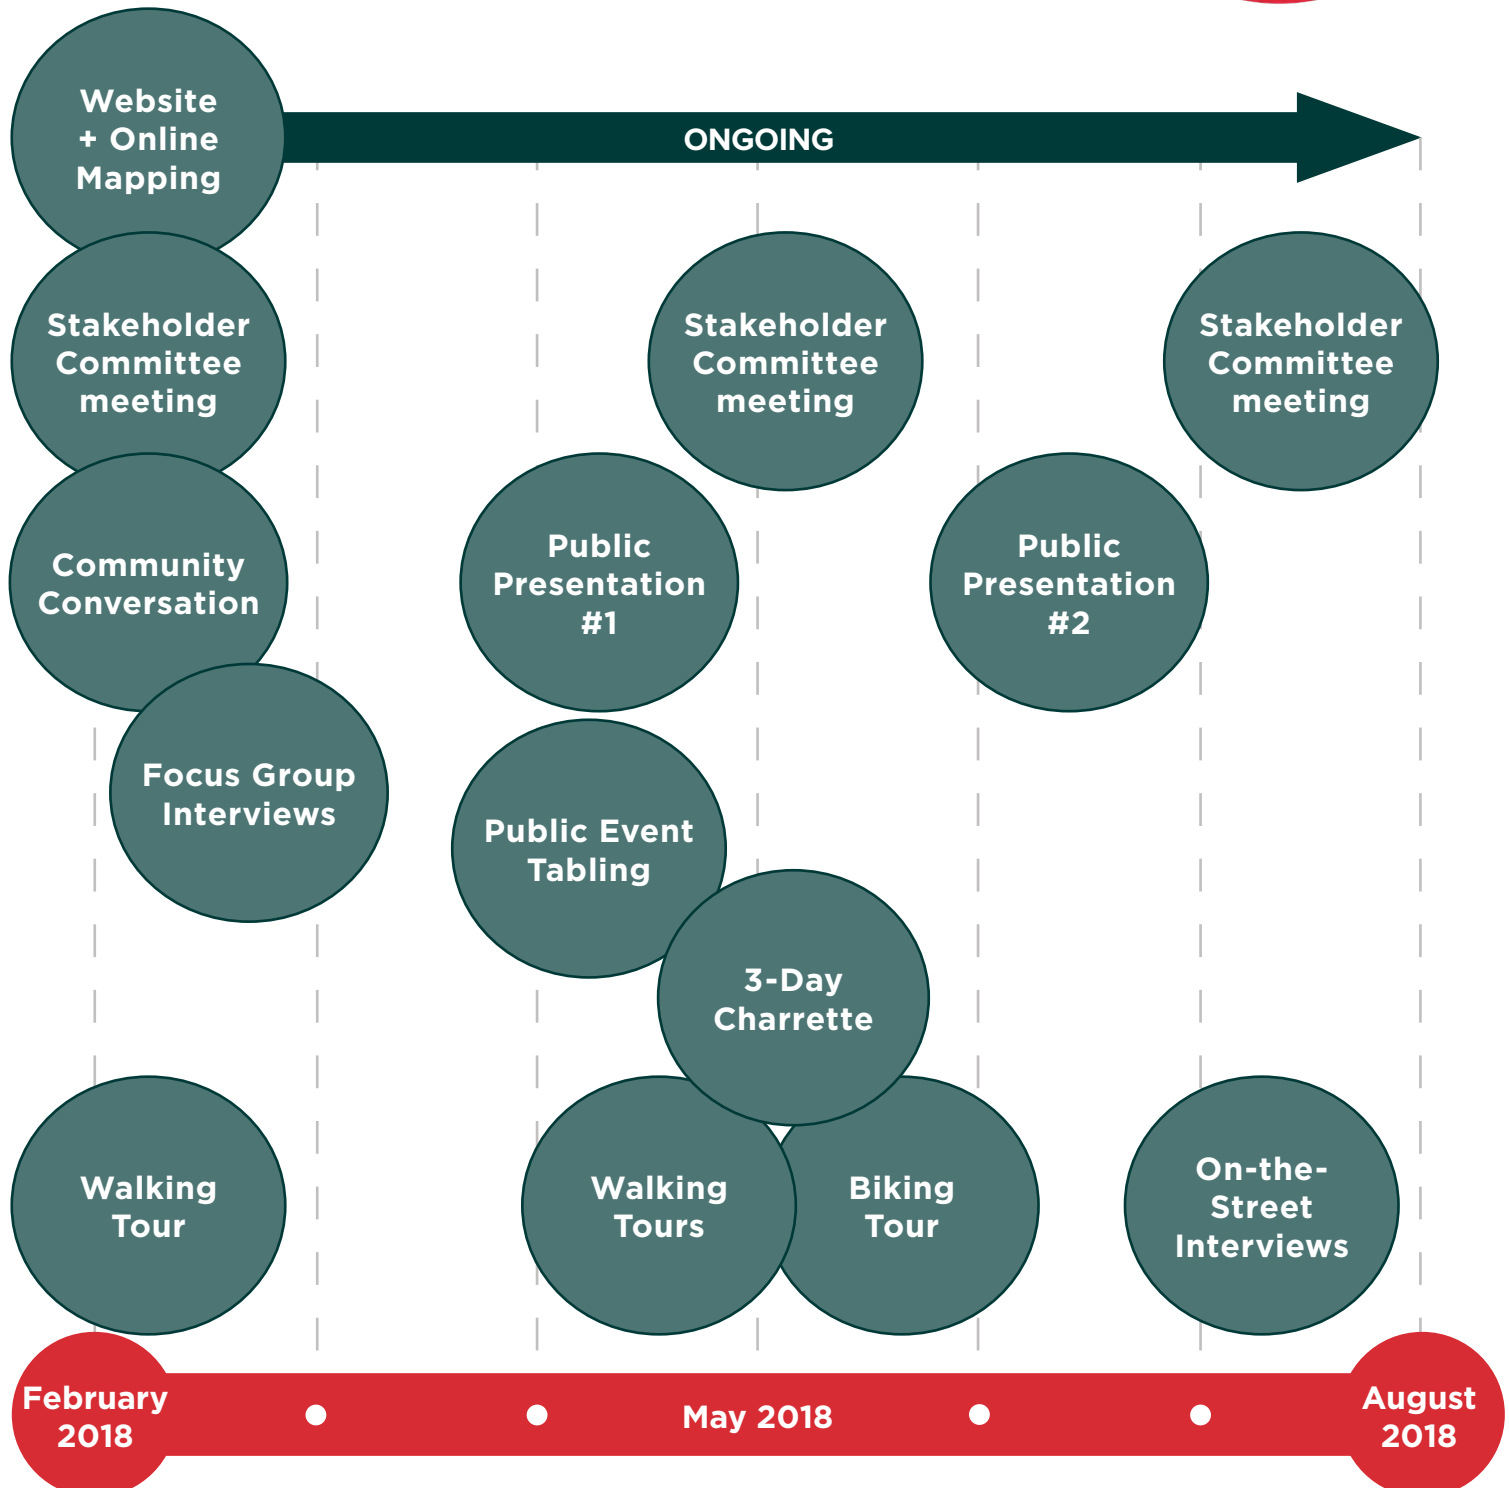 Website
+ Online
Mapping
ONGOING
Stakeholder
Committee
meeting
Stakeholder
Committee
meeting
Stakeholder
Committee
meeting
Community
Conversation
Public
Presentation
#1
Public
Presentation
#2
Focus Group
Interviews
Public Event
Tabling
3-Day
Charrette
Walking
Tour
Walking
Tours
Biking
Tour
On-the-
Street
Interviews
February
2018
May 2018
August
2018